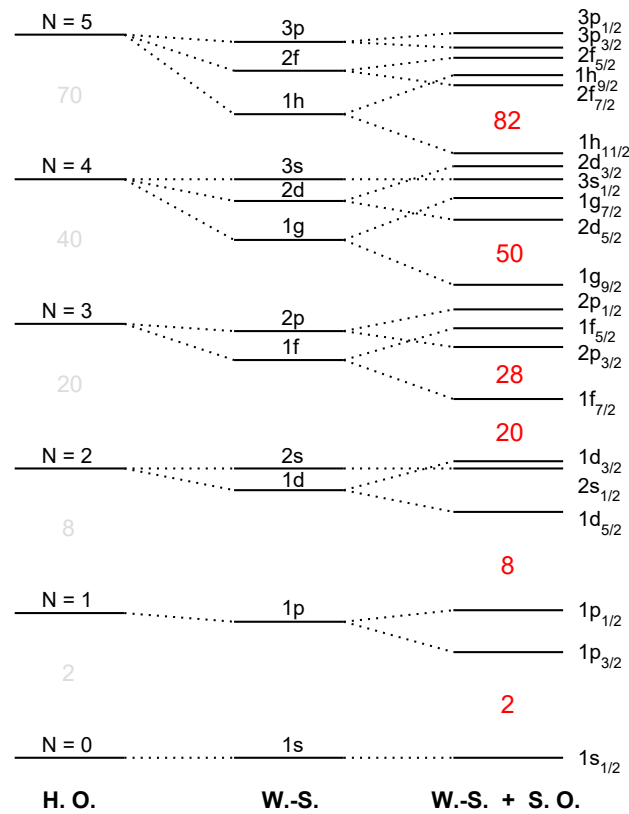 3p1/2
N = 5 3p 3p3/2
2f 2f5/2
1h9/2
70 1h 2f7/2
82
1h11/2
N = 4 3s 2d3/2
2d 3s1/2
1g 1g7/2
40 2d5/2
50
1g9/2
N = 3 2p 2p1/2
1f 1f5/2
2p3/2
20 28
1f7/2
20
N = 2 2s 1d3/2
1d 2s1/2
8 1d5/2
8
N = 1 1p 1p1/2
1p3/2
2 2
N = 0 1s 1s1/2
H. O. W.-S. W.-S. + S. O.